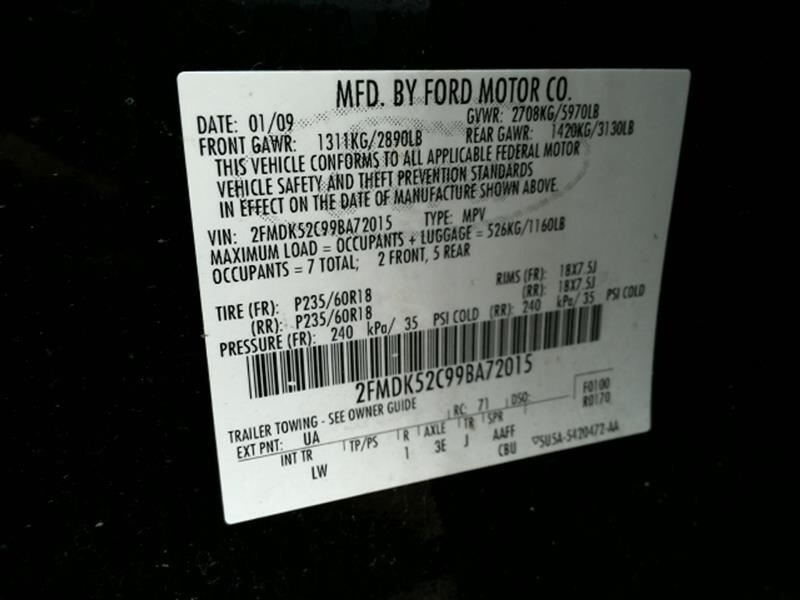 MFD. BY FORD MOTOR CO.
DATE: 01/09 GVWR: 2708KG/5970LB
FRONT GAWR: 1311KG/2890LB REAR GAWR: 1420KG/3130LB
THIS VEHICLE CONFORMS TO ALL APPLICABLE FEDERAL MOTOR
VEHICLE SAFETY AND THEFT PREVENTION STANDARDS
IN EFFECT ON THE DATE OF MANUFACTURE SHOWN ABOVE.
VIN: 2FMDK52C99BA72015 TYPE: MPV
MAXIMUM LOAD = OCCUPANTS + LUGGAGE = 526KG/1160LB
OCCUPANTS = 7 TOTAL; 2 FRONT, 5 REAR
TIRE (FR): P235/60R18 RIMS (FR): 18X7.5J
(RR): P235/60R18 (RR): 18X7.5J
PRESSURE (FR): 240 kPa/ 35 PSI COLD (RR): 240 kPa/ 35 PSI COLD
2FMDK52C99BA72015
TRAILER TOWING - SEE OWNER GUIDE F0100
EXT PNT: UA RC: 71 DSO: R0170
INT TR TP/PS R AXLE TR SPR
LW 1 3E J AAFF
CBU 5U5A-5420472-AA